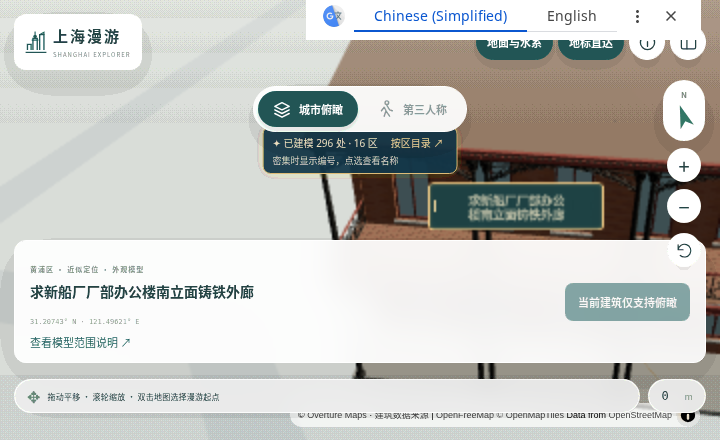 Chinese (Simplified)
English
上海漫游
SHANGHAI EXPLORER
地面与水系
地标直达
城市俯瞰
第三人称
N
✦ 已建模 296 处 · 16 区 按区目录 ↗
密集时显示编号，点选查看名称
求新船厂厂部办公
楼南立面铸铁外廊
黄浦区 · 近似定位 · 外观模型
求新船厂厂部办公楼南立面铸铁外廊
31.20743° N · 121.49621° E
查看模型范围说明 ↗
当前建筑仅支持俯瞰
拖动平移 · 滚轮缩放 · 双击地图选择漫游起点
0 m
© Overture Maps · 建筑数据来源 | OpenFreeMap © OpenMapTiles Data from OpenStreetMap